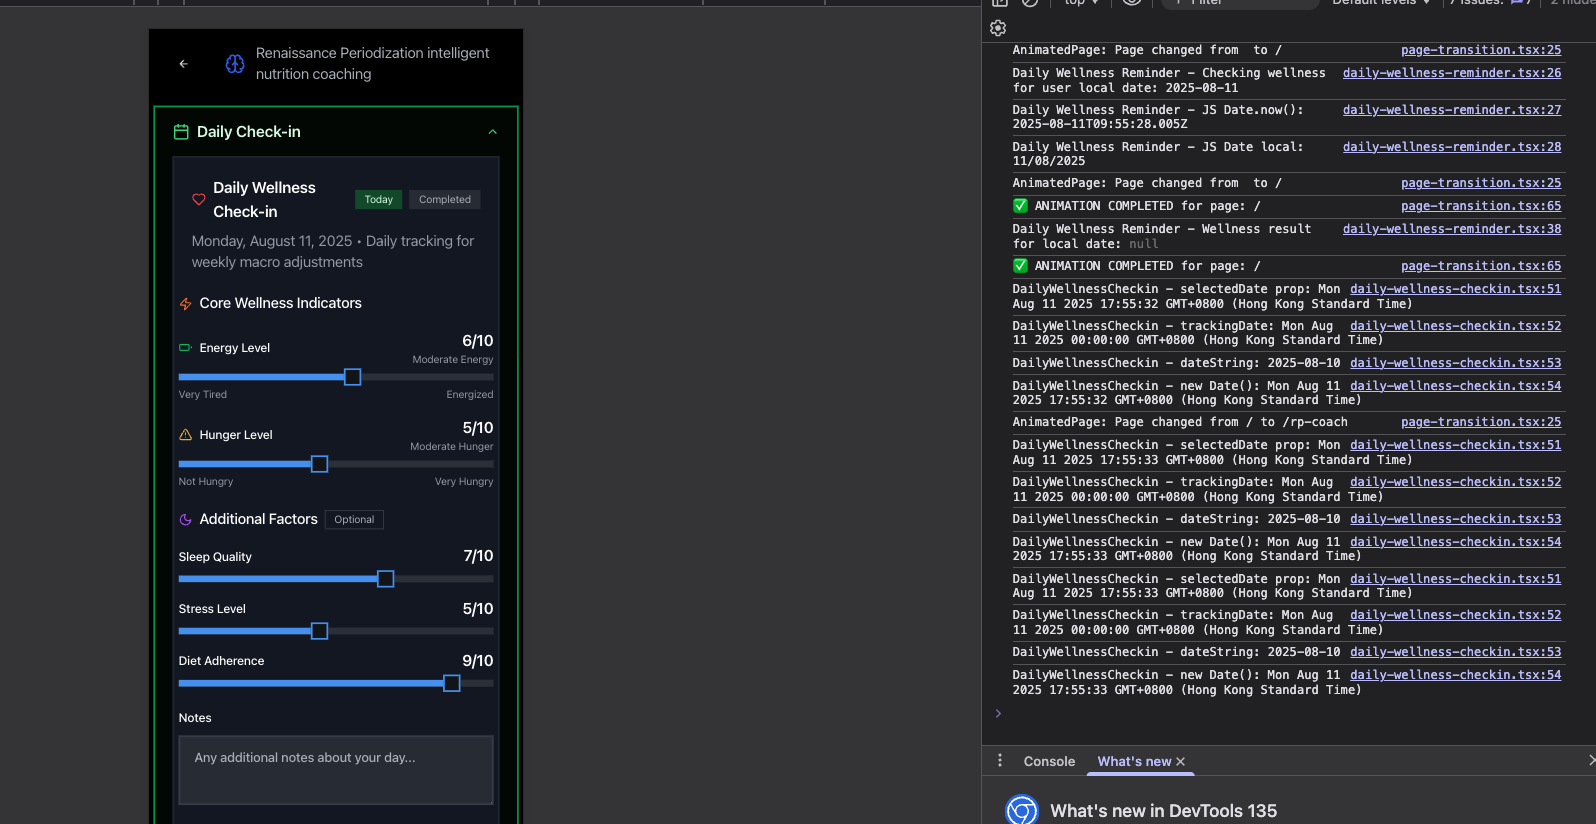 Renaissance Periodization intelligent
nutrition coaching
Daily Check-in
Daily Wellness
Check-in
Today
Completed
Monday, August 11, 2025 • Daily tracking for
weekly macro adjustments
Core Wellness Indicators
Energy Level
6/10
Moderate Energy
Very Tired
Energized
Hunger Level
5/10
Moderate Hunger
Not Hungry
Very Hungry
Additional Factors
Optional
Sleep Quality
7/10
Stress Level
5/10
Diet Adherence
9/10
Notes
Any additional notes about your day...
top
Filter
Default levels
7 Issues:
7
2 hidde
AnimatedPage: Page changed from  to /
page-transition.tsx:25
Daily Wellness Reminder - Checking wellness
daily-wellness-reminder.tsx:26
for user local date: 2025-08-11
Daily Wellness Reminder - JS Date.now():
daily-wellness-reminder.tsx:27
2025-08-11T09:55:28.005Z
Daily Wellness Reminder - JS Date local:
daily-wellness-reminder.tsx:28
11/08/2025
AnimatedPage: Page changed from  to /
page-transition.tsx:25
✅ ANIMATION COMPLETED for page: /
page-transition.tsx:65
Daily Wellness Reminder - Wellness result
daily-wellness-reminder.tsx:38
for local date: null
✅ ANIMATION COMPLETED for page: /
page-transition.tsx:65
DailyWellnessCheckin - selectedDate prop: Mon
daily-wellness-checkin.tsx:51
Aug 11 2025 17:55:32 GMT+0800 (Hong Kong Standard Time)
DailyWellnessCheckin - trackingDate: Mon Aug
daily-wellness-checkin.tsx:52
11 2025 00:00:00 GMT+0800 (Hong Kong Standard Time)
DailyWellnessCheckin - dateString: 2025-08-10
daily-wellness-checkin.tsx:53
DailyWellnessCheckin - new Date(): Mon Aug 11
daily-wellness-checkin.tsx:54
2025 17:55:32 GMT+0800 (Hong Kong Standard Time)
AnimatedPage: Page changed from / to /rp-coach
page-transition.tsx:25
DailyWellnessCheckin - selectedDate prop: Mon
daily-wellness-checkin.tsx:51
Aug 11 2025 17:55:33 GMT+0800 (Hong Kong Standard Time)
DailyWellnessCheckin - trackingDate: Mon Aug
daily-wellness-checkin.tsx:52
11 2025 00:00:00 GMT+0800 (Hong Kong Standard Time)
DailyWellnessCheckin - dateString: 2025-08-10
daily-wellness-checkin.tsx:53
DailyWellnessCheckin - new Date(): Mon Aug 11
daily-wellness-checkin.tsx:54
2025 17:55:33 GMT+0800 (Hong Kong Standard Time)
DailyWellnessCheckin - selectedDate prop: Mon
daily-wellness-checkin.tsx:51
Aug 11 2025 17:55:33 GMT+0800 (Hong Kong Standard Time)
DailyWellnessCheckin - trackingDate: Mon Aug
daily-wellness-checkin.tsx:52
11 2025 00:00:00 GMT+0800 (Hong Kong Standard Time)
DailyWellnessCheckin - dateString: 2025-08-10
daily-wellness-checkin.tsx:53
DailyWellnessCheckin - new Date(): Mon Aug 11
daily-wellness-checkin.tsx:54
2025 17:55:33 GMT+0800 (Hong Kong Standard Time)
Console
What's new
What's new in DevTools 135